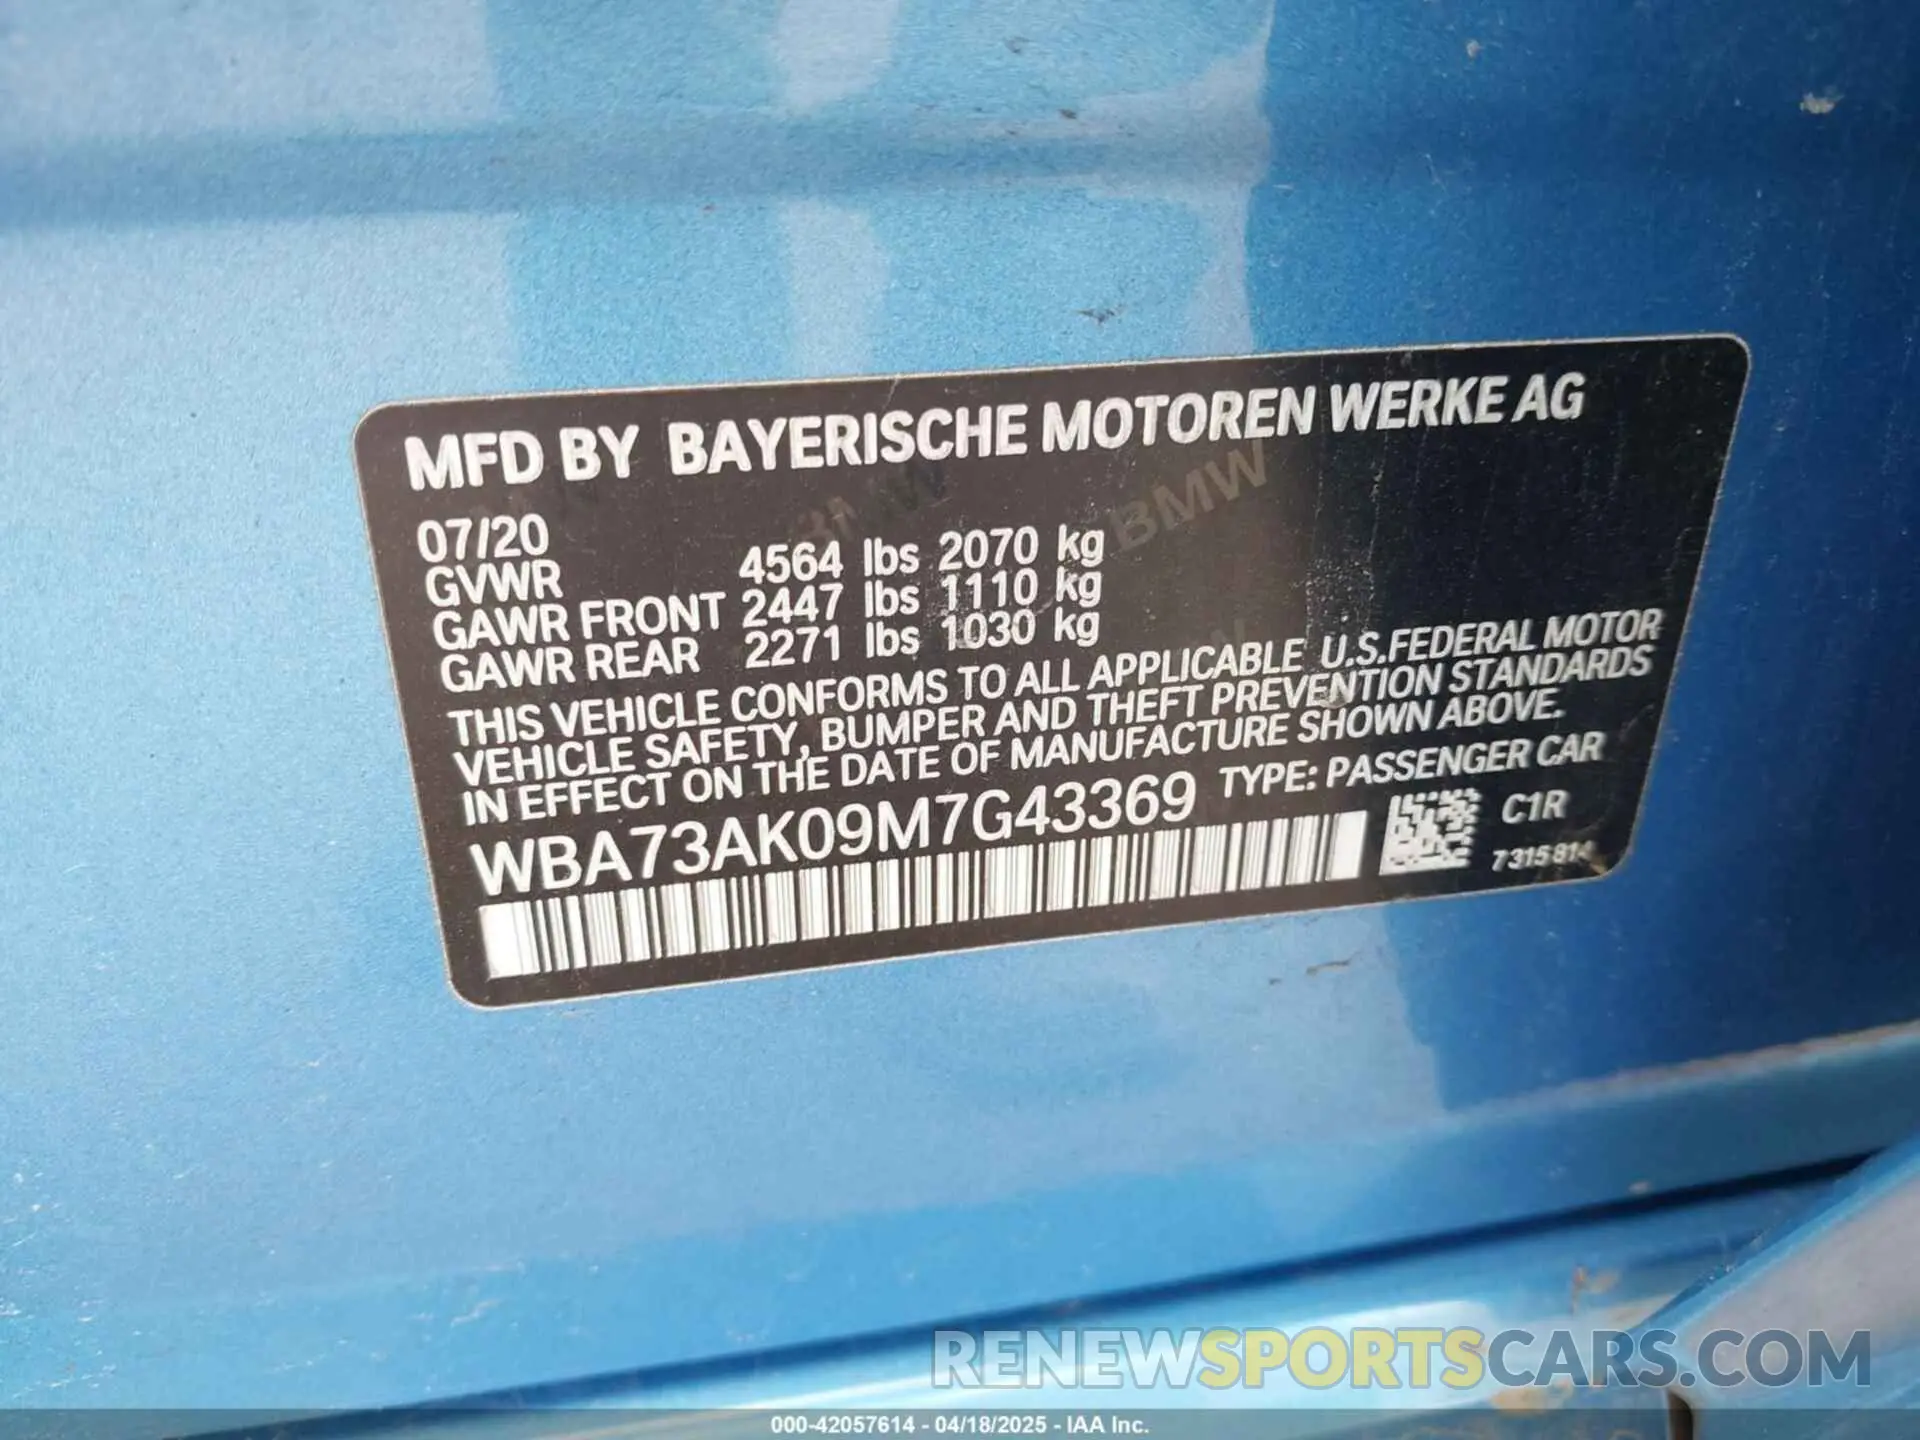 MFD BY BAYERISCHE MOTOREN WERKE AG
07/20
GVWR 4564 lbs 2070 kg
GAWR FRONT 2447 lbs 1110 kg
GAWR REAR 2271 lbs 1030 kg
THIS VEHICLE CONFORMS TO ALL APPLICABLE U.S.FEDERAL MOTOR
VEHICLE SAFETY, BUMPER AND THEFT PREVENTION STANDARDS
IN EFFECT ON THE DATE OF MANUFACTURE SHOWN ABOVE.
WBA73AK09M7G43369 TYPE: PASSENGER CAR
C1R
7315814
BMW
BMW
BMW
RENEWSPORTSCARS.COM
000-42057614 - 04/18/2025 - IAA Inc.